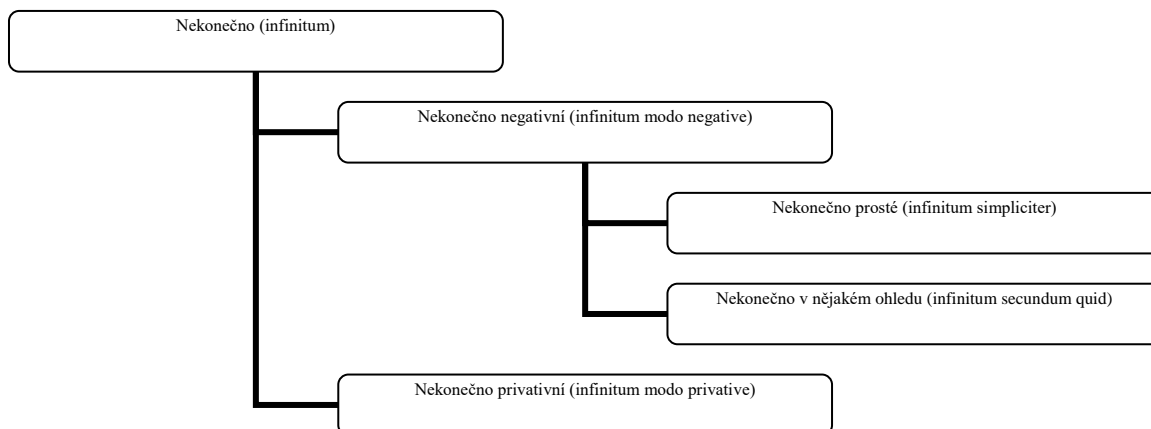 Nekonečno (infinitum)
Nekonečno negativní (infinitum modo negative)
Nekonečno prosté (infinitum simpliciter)
Nekonečno v nějakém ohledu (infinitum secundum quid)
Nekonečno privativní (infinitum modo privative)